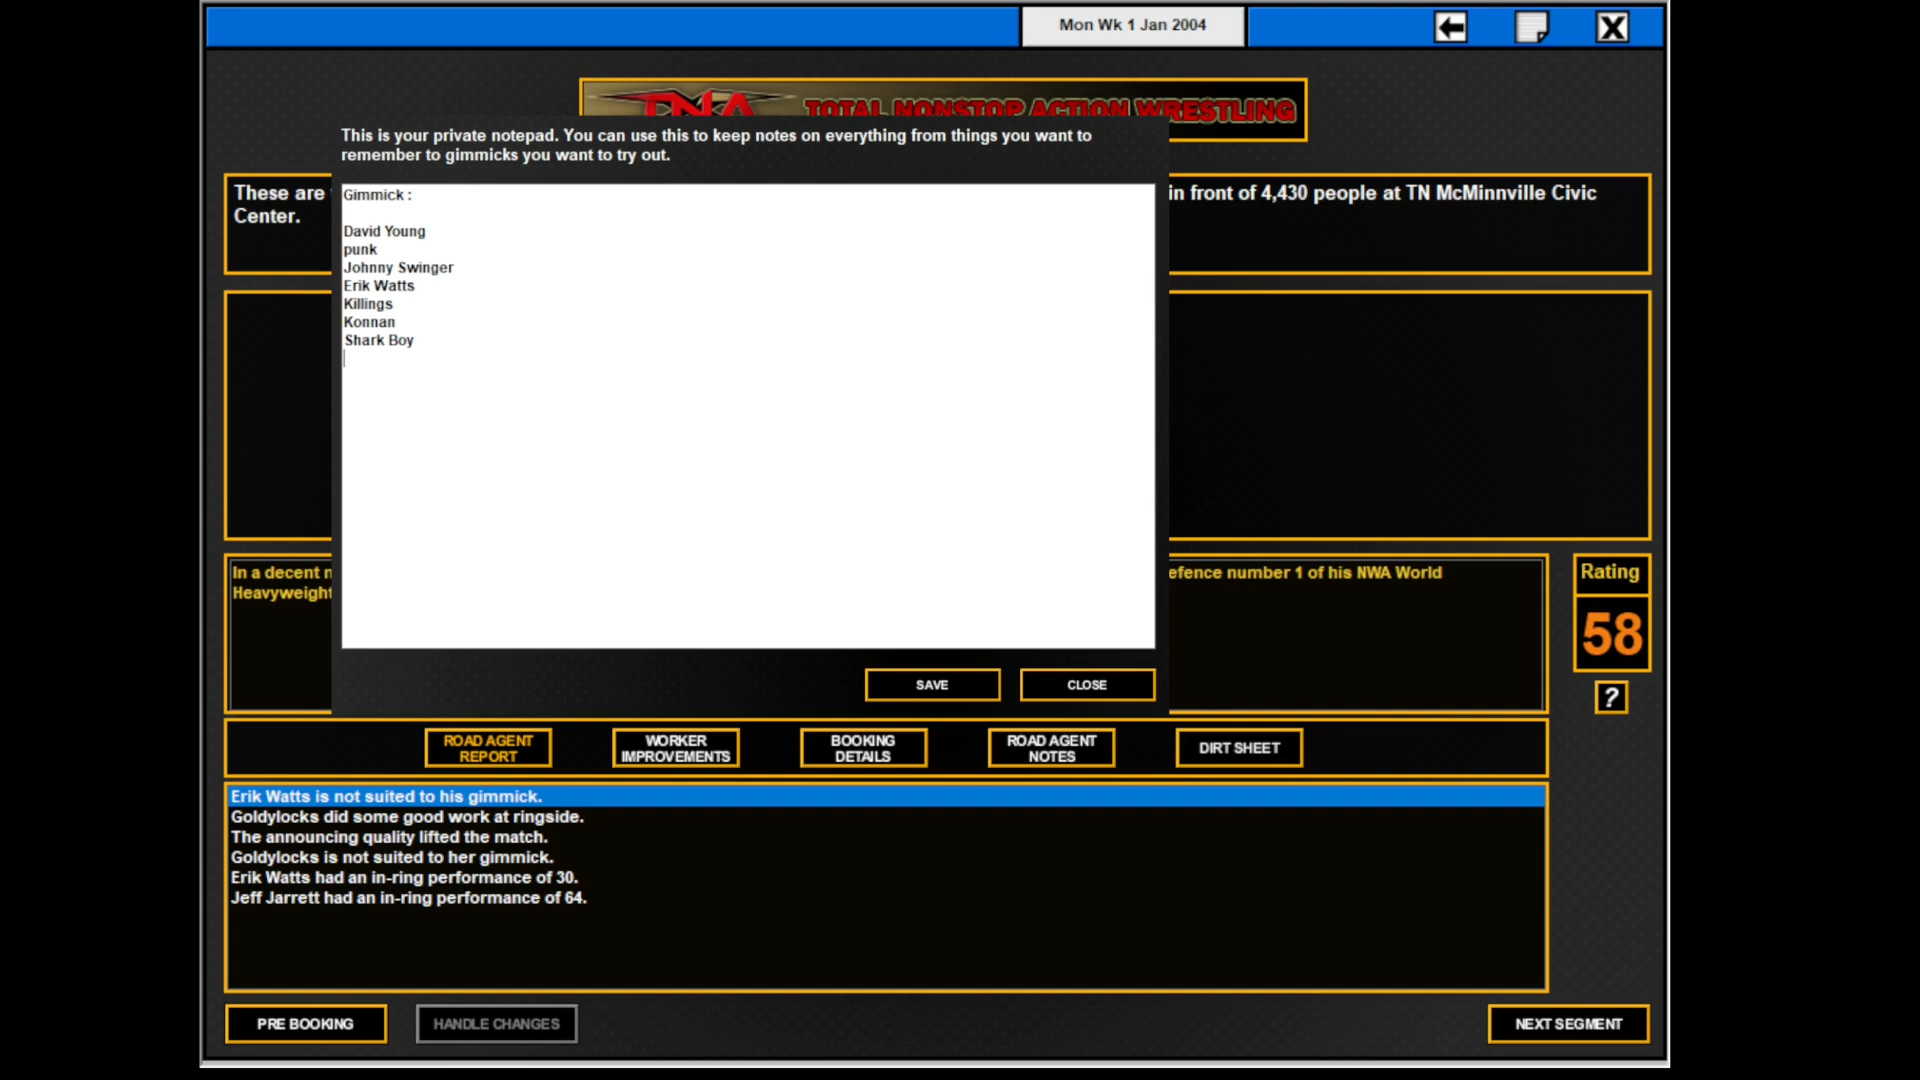 Mon Wk 1 Jan 2004
TNA TOTAL NONSTOP ACTION WRESTLING
This is your private notepad. You can use this to keep notes on everything from things you want to
remember to gimmicks you want to try out.
These are
in front of 4,430 people at TN McMinnville Civic
Center.
Gimmick :
David Young
punk
Johnny Swinger
Erik Watts
Killings
Konnan
Shark Boy
In a decent
efence number 1 of his NWA World
Heavyweight
Rating
58
?
SAVE
CLOSE
ROAD AGENT
REPORT
WORKER
IMPROVEMENTS
BOOKING
DETAILS
ROAD AGENT
NOTES
DIRT SHEET
Erik Watts is not suited to his gimmick.
Goldylocks did some good work at ringside.
The announcing quality lifted the match.
Goldylocks is not suited to her gimmick.
Erik Watts had an in-ring performance of 30.
Jeff Jarrett had an in-ring performance of 64.
PRE BOOKING
HANDLE CHANGES
NEXT SEGMENT